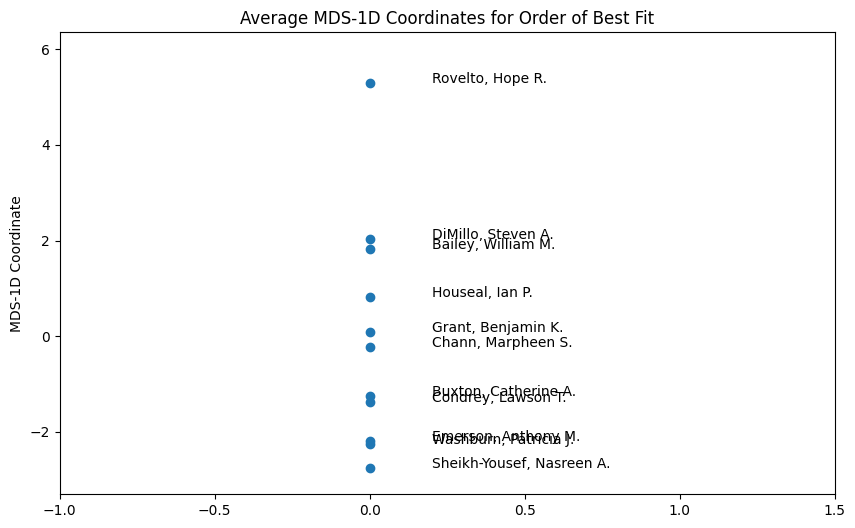 Average MDS-1D Coordinates for Order of Best Fit
6
Rovelto, Hope R.
4
DiMillo, Steven A.
2
Bailey, William M.
Houseal, Ian P.
MDS-1D Coordinate
Grant, Benjamin K.
0
Chann, Marpheen S.
Buxton, Catherine A.
Condrey, Lawson T.
−2
Emerson, Anthony M.
Washburn, Patricia J.
Sheikh-Yousef, Nasreen A.
−1.0 −0.5 0.0 0.5 1.0 1.5